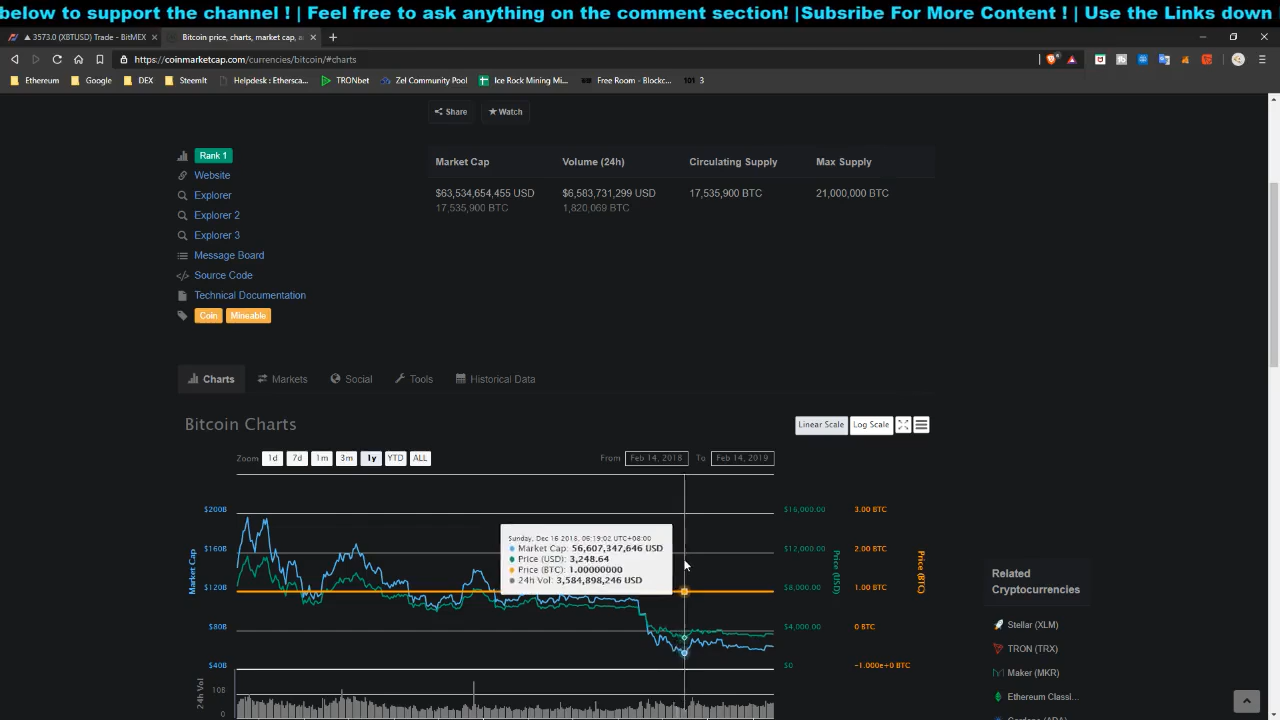 below to support the channel ! | Feel free to ask anything on the comment section! |Subsribe For More Content ! | Use the Links down
3573.0 (XBTUSD) Trade - BitMEX
Bitcoin price, charts, market cap, a
https://coinmarketcap.com/currencies/bitcoin/#charts
Ethereum Google DEX SteemIt Helpdesk : Ethersca... TRONbet Zel Community Pool Ice Rock Mining Mi... Free Room - Blockc... 101 3
Share Watch
Rank 1
Market Cap Volume (24h) Circulating Supply Max Supply
Website
$63,534,654,455 USD $6,583,731,299 USD 17,535,900 BTC 21,000,000 BTC
Explorer
17,535,900 BTC 1,820,069 BTC
Explorer 2
Explorer 3
Message Board
Source Code
Technical Documentation
Coin Mineable
Charts Markets Social Tools Historical Data
Bitcoin Charts
Linear Scale Log Scale
Zoom 1d 7d 1m 3m 1y YTD ALL From Feb 14, 2018 To Feb 14, 2019
$200B $16,000.00 3.00 BTC
Sunday, Dec 16 2018, 06:19:02 UTC+08:00
Market Cap: 56,607,347,646 USD
$160B $12,000.00 2.00 BTC
Price (USD): 3,248.64
Price (BTC): 1.00000000
24h Vol: 3,584,898,246 USD
Market Cap
Price (USD)
Price (BTC)
$120B $8,000.00 1.00 BTC
$80B $4,000.00 0 BTC
$40B $0 -1.000e+0 BTC
24h Vol
10B
0
Related
Cryptocurrencies
Stellar (XLM)
TRON (TRX)
Maker (MKR)
Ethereum Classi...
Cardano (ADA)